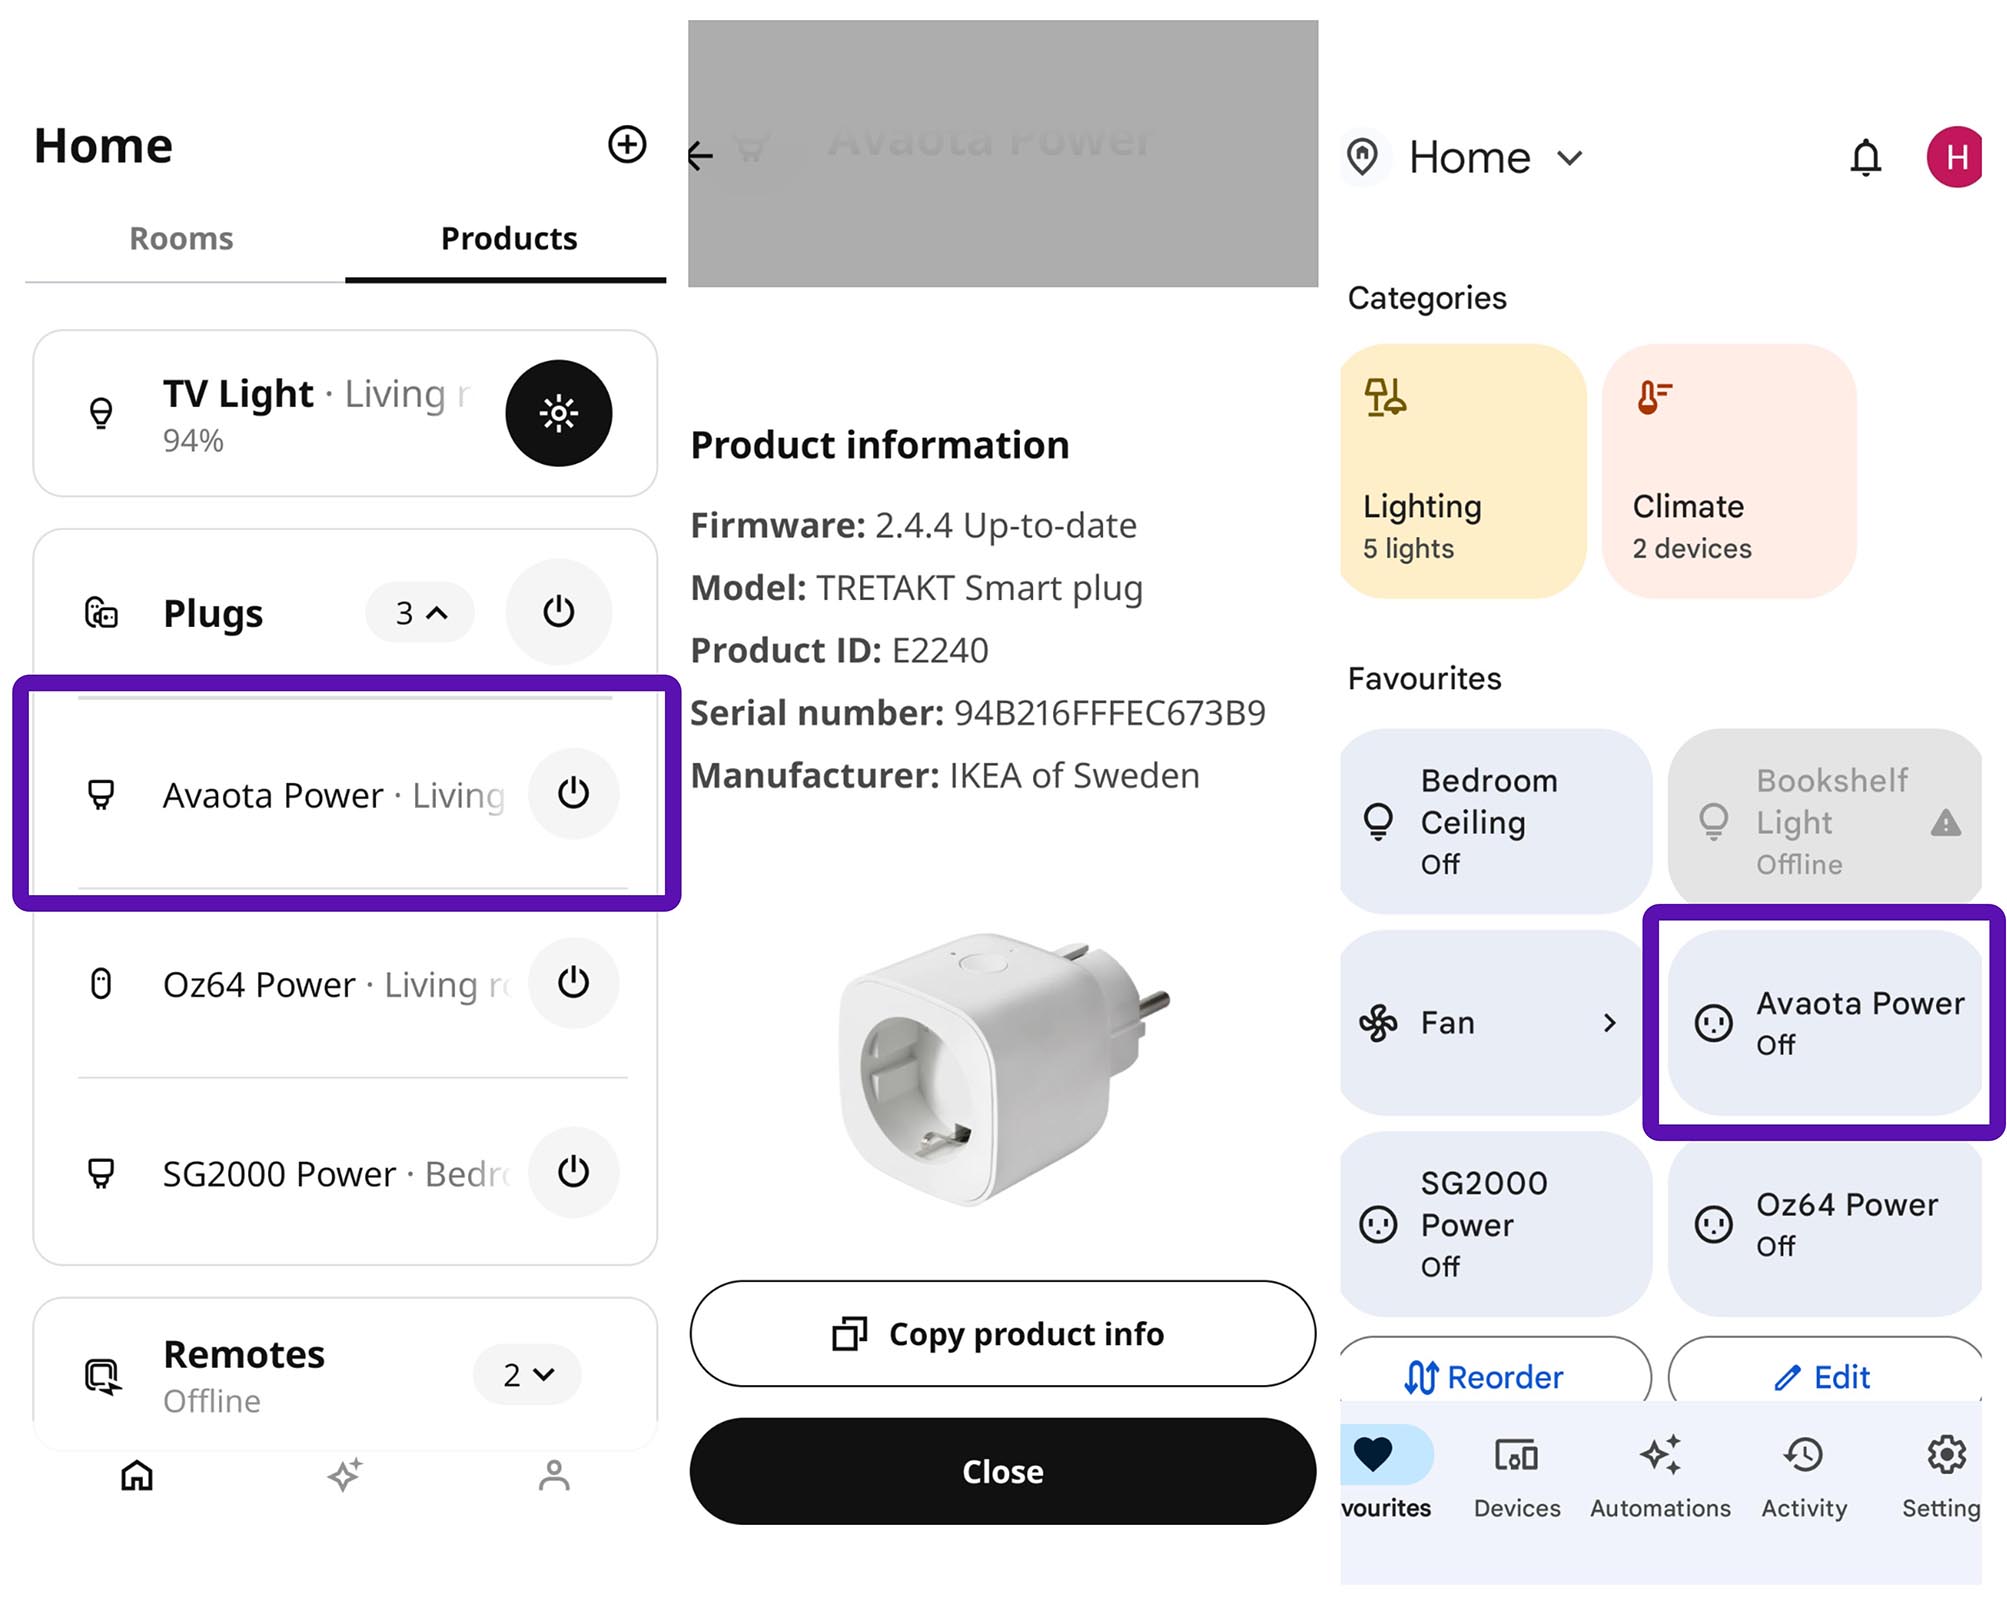 Home
Rooms
Products
TV Light · Living r
94%
Plugs
3
Avaota Power · Living
Oz64 Power · Living ro
SG2000 Power · Bedro
Remotes
2
Offline
Avaota Power
Product information
Firmware: 2.4.4 Up-to-date
Model: TRETAKT Smart plug
Product ID: E2240
Serial number: 94B216FFFEC673B9
Manufacturer: IKEA of Sweden
Copy product info
Close
Home
H
Categories
Lighting
5 lights
Climate
2 devices
Favourites
Bedroom
Ceiling
Off
Bookshelf
Light
Offline
Fan
Avaota Power
Off
SG2000
Power
Off
Oz64 Power
Off
Reorder
Edit
vourites
Devices
Automations
Activity
Setting